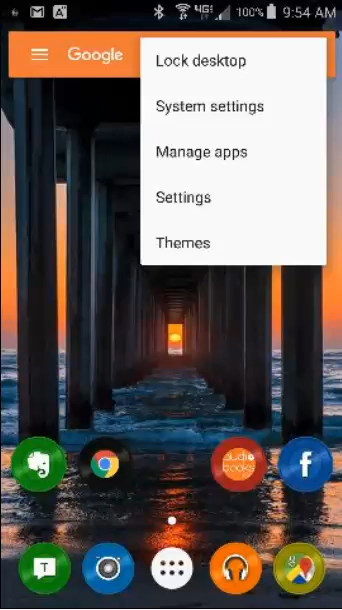 4G
100%
9:54 AM
Google
Lock desktop
System settings
Manage apps
Settings
Themes
audio
books
f
T